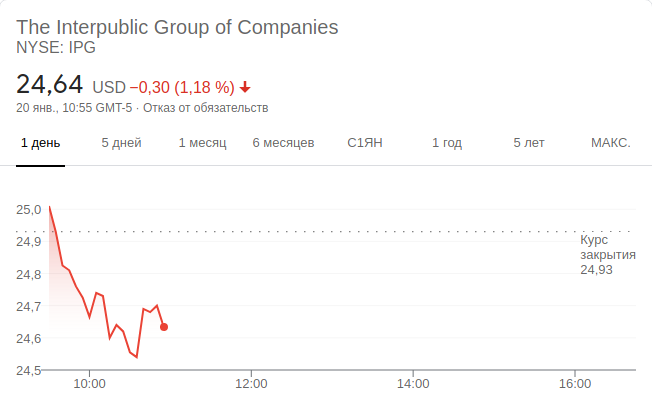 The Interpublic Group of Companies
NYSE: IPG
24,64 USD −0,30 (1,18 %)
20 янв., 10:55 GMT-5 · Отказ от обязательств
1 день 5 дней 1 месяц 6 месяцев С1ЯН 1 год 5 лет МАКС.
25,0
24,9
Курс
закрытия
24,93
24,8
24,7
24,6
24,5
10:00 12:00 14:00 16:00